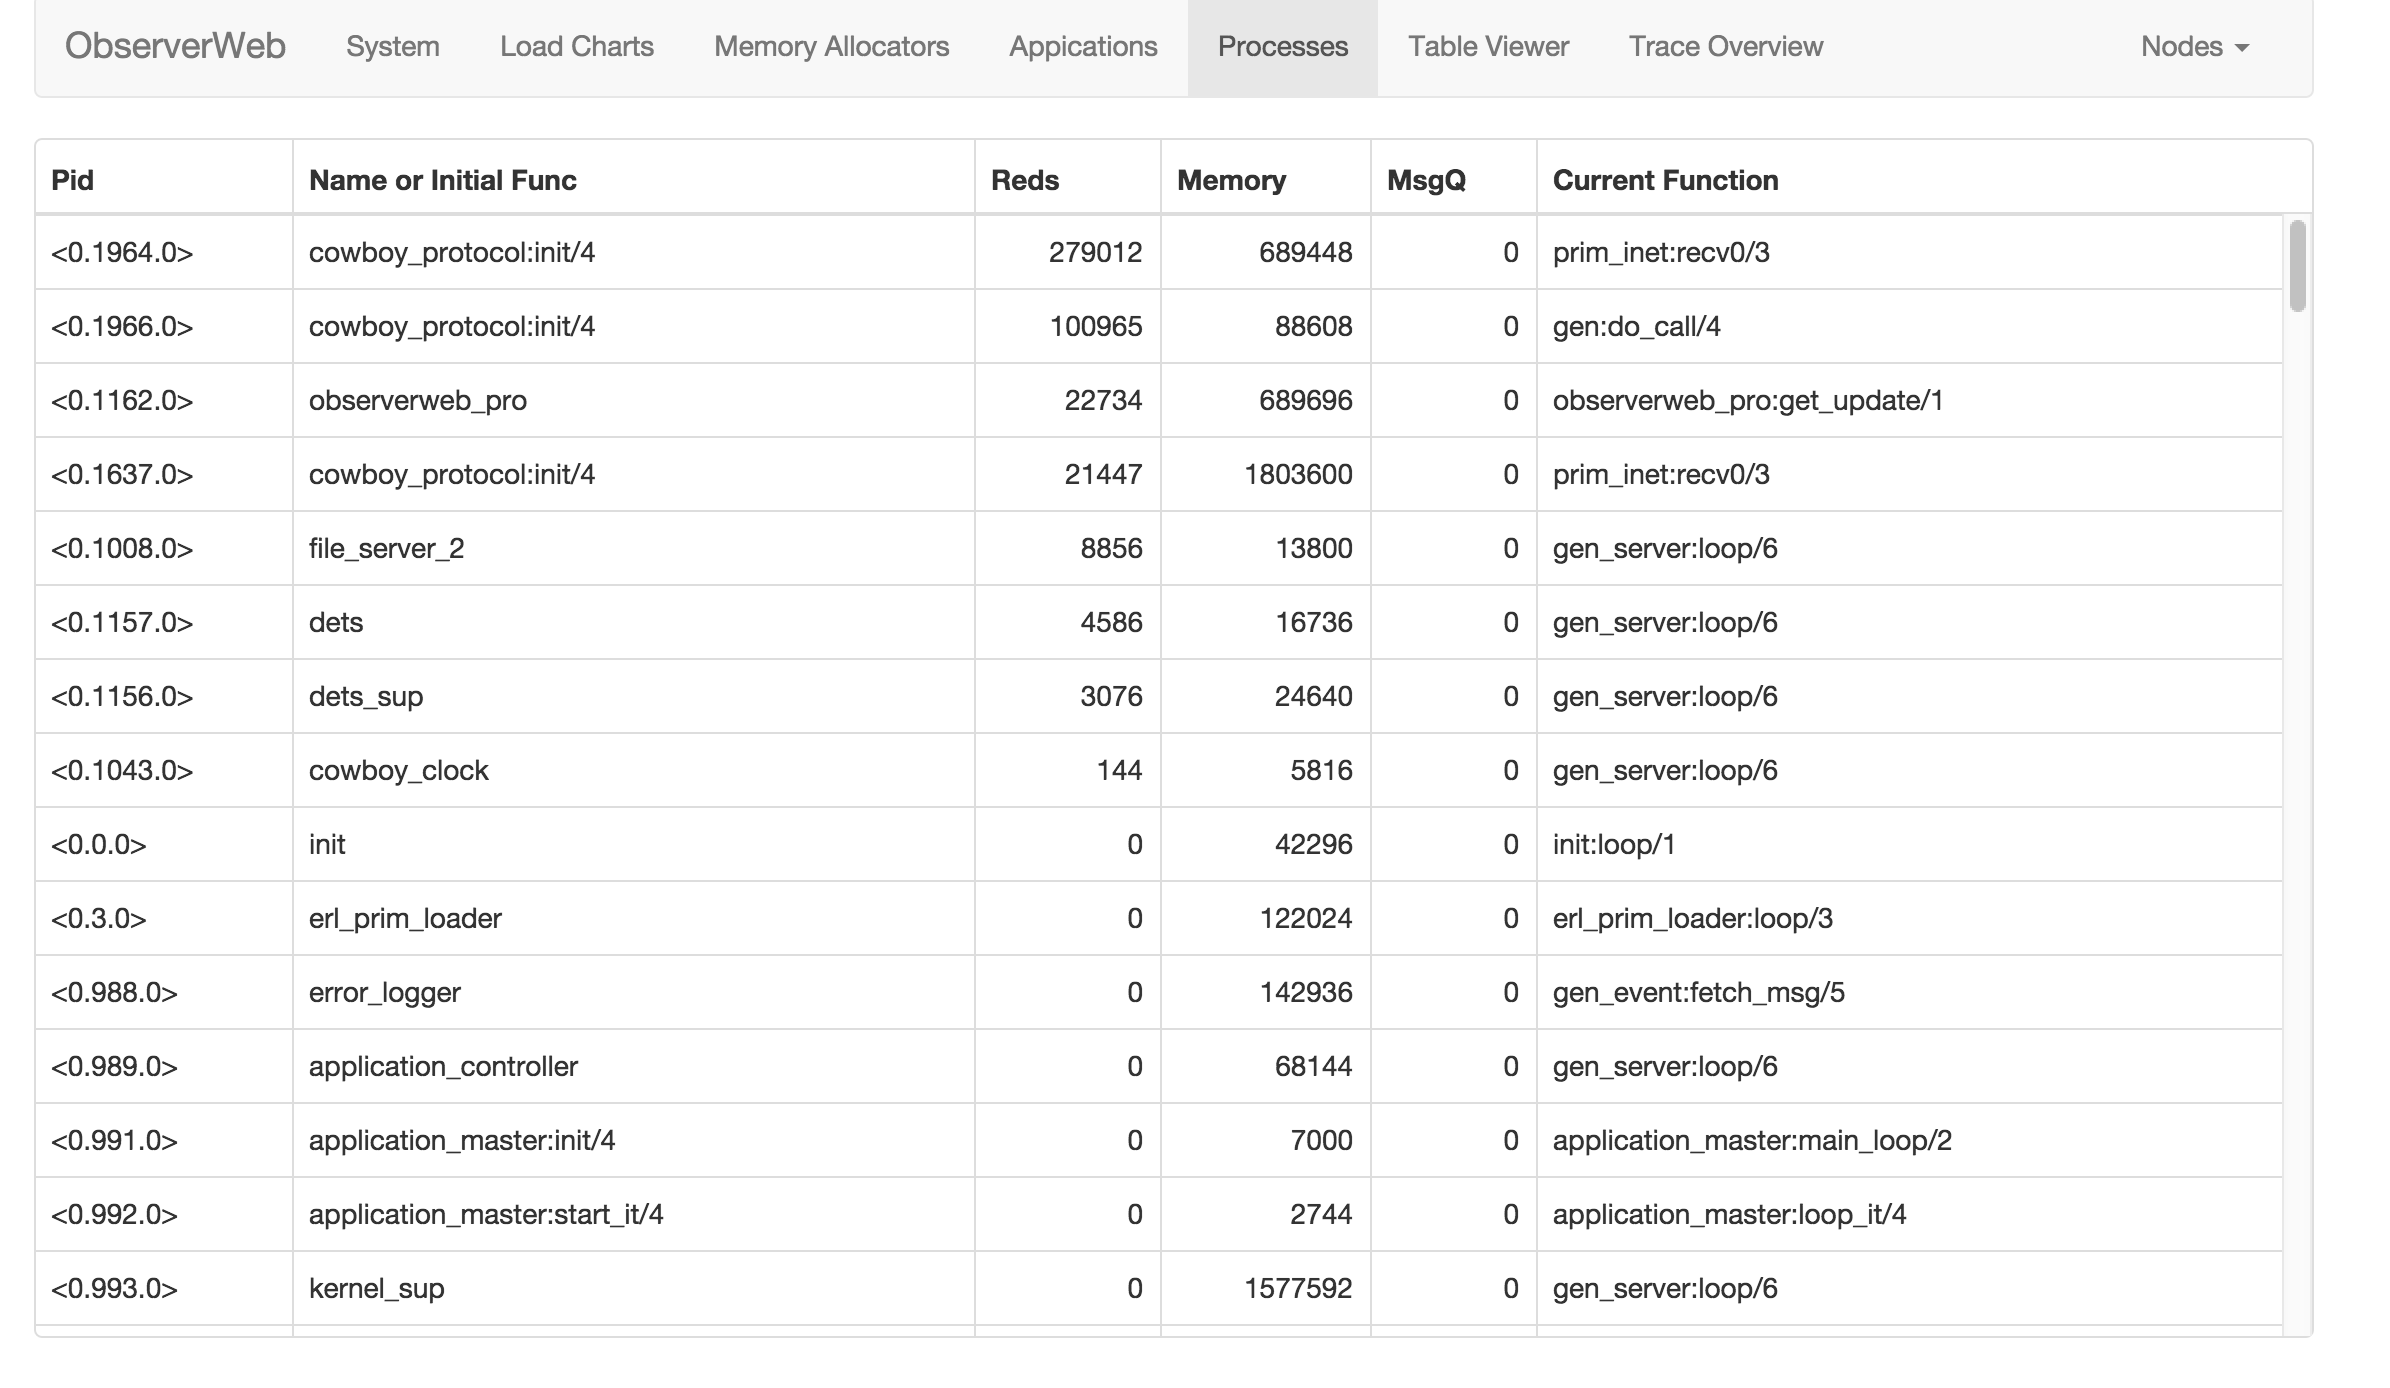 ObserverWeb System Load Charts Memory Allocators Appications Processes Table Viewer Trace Overview Nodes
Pid Name or Initial Func Reds Memory MsgQ Current Function
<0.1964.0> cowboy_protocol:init/4 279012 689448 0 prim_inet:recv0/3
<0.1966.0> cowboy_protocol:init/4 100965 88608 0 gen:do_call/4
<0.1162.0> observerweb_pro 22734 689696 0 observerweb_pro:get_update/1
<0.1637.0> cowboy_protocol:init/4 21447 1803600 0 prim_inet:recv0/3
<0.1008.0> file_server_2 8856 13800 0 gen_server:loop/6
<0.1157.0> dets 4586 16736 0 gen_server:loop/6
<0.1156.0> dets_sup 3076 24640 0 gen_server:loop/6
<0.1043.0> cowboy_clock 144 5816 0 gen_server:loop/6
<0.0.0> init 0 42296 0 init:loop/1
<0.3.0> erl_prim_loader 0 122024 0 erl_prim_loader:loop/3
<0.988.0> error_logger 0 142936 0 gen_event:fetch_msg/5
<0.989.0> application_controller 0 68144 0 gen_server:loop/6
<0.991.0> application_master:init/4 0 7000 0 application_master:main_loop/2
<0.992.0> application_master:start_it/4 0 2744 0 application_master:loop_it/4
<0.993.0> kernel_sup 0 1577592 0 gen_server:loop/6